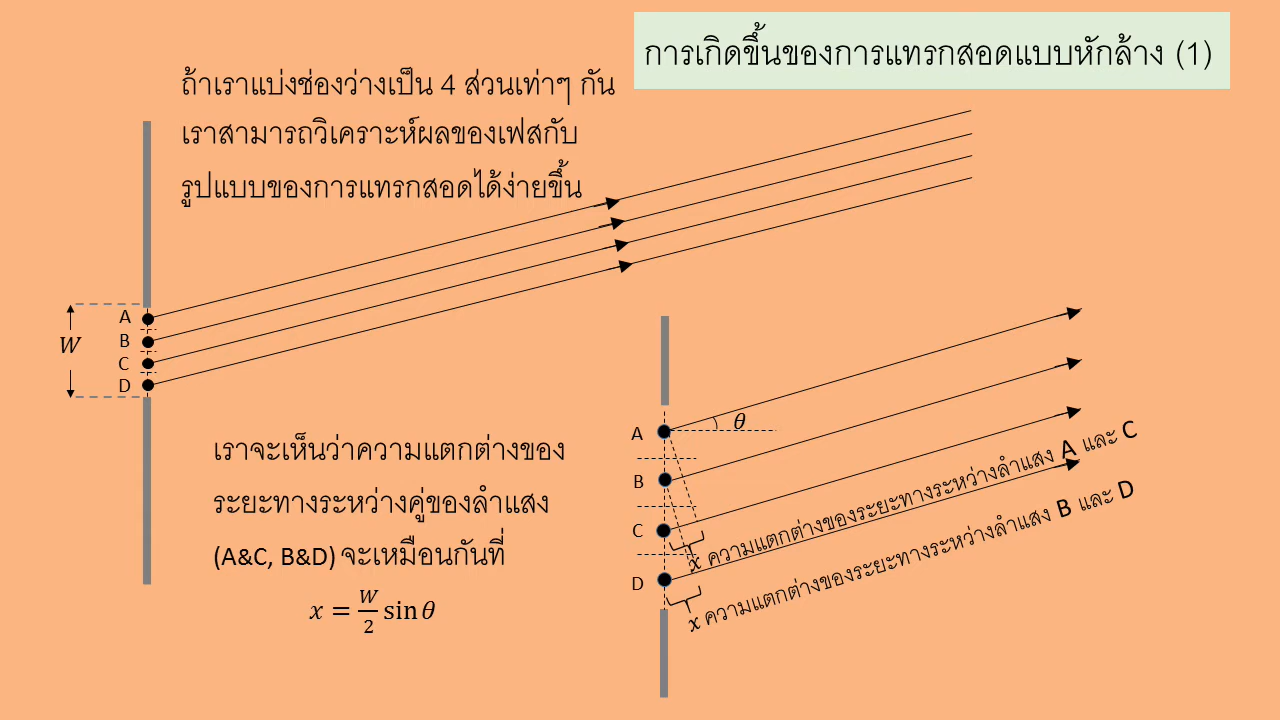 การเกิดขึ้นของการแทรกสอดแบบหักล้าง (1)
ถ้าเราแบ่งช่องว่างเป็น 4 ส่วนเท่าๆ กัน
เราสามารถวิเคราะห์ผลของเฟสกับ
รูปแบบของการแทรกสอดได้ง่ายขึ้น
A
B
C
D
W
เราจะเห็นว่าความแตกต่างของ
ระยะทางระหว่างคู่ของลำแสง
(A&C, B&D) จะเหมือนกันที่
x = W/2 sin θ
A
θ
B
C
D
x ความแตกต่างของระยะทางระหว่างลำแสง A และ C
x ความแตกต่างของระยะทางระหว่างลำแสง B และ D